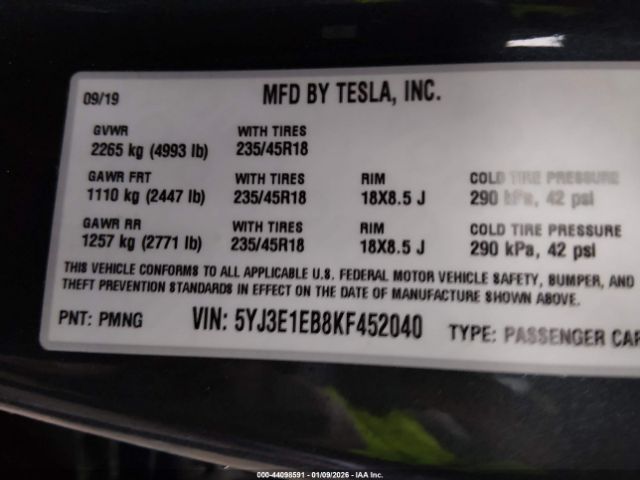 09/19 MFD BY TESLA, INC.
GVWR WITH TIRES
2265 kg (4993 lb) 235/45R18
GAWR FRT WITH TIRES RIM COLD TIRE PRESSURE
1110 kg (2447 lb) 235/45R18 18X8.5 J 290 kPa, 42 psi
GAWR RR WITH TIRES RIM COLD TIRE PRESSURE
1257 kg (2771 lb) 235/45R18 18X8.5 J 290 kPa, 42 psi
THIS VEHICLE CONFORMS TO ALL APPLICABLE U.S. FEDERAL MOTOR VEHICLE SAFETY, BUMPER, AND
THEFT PREVENTION STANDARDS IN EFFECT ON THE DATE OF MANUFACTURE SHOWN ABOVE.
PNT: PMNG VIN: 5YJ3E1EB8KF452040 TYPE: PASSENGER CAR
000-44098591 | 01/09/2026 | IAA Inc.